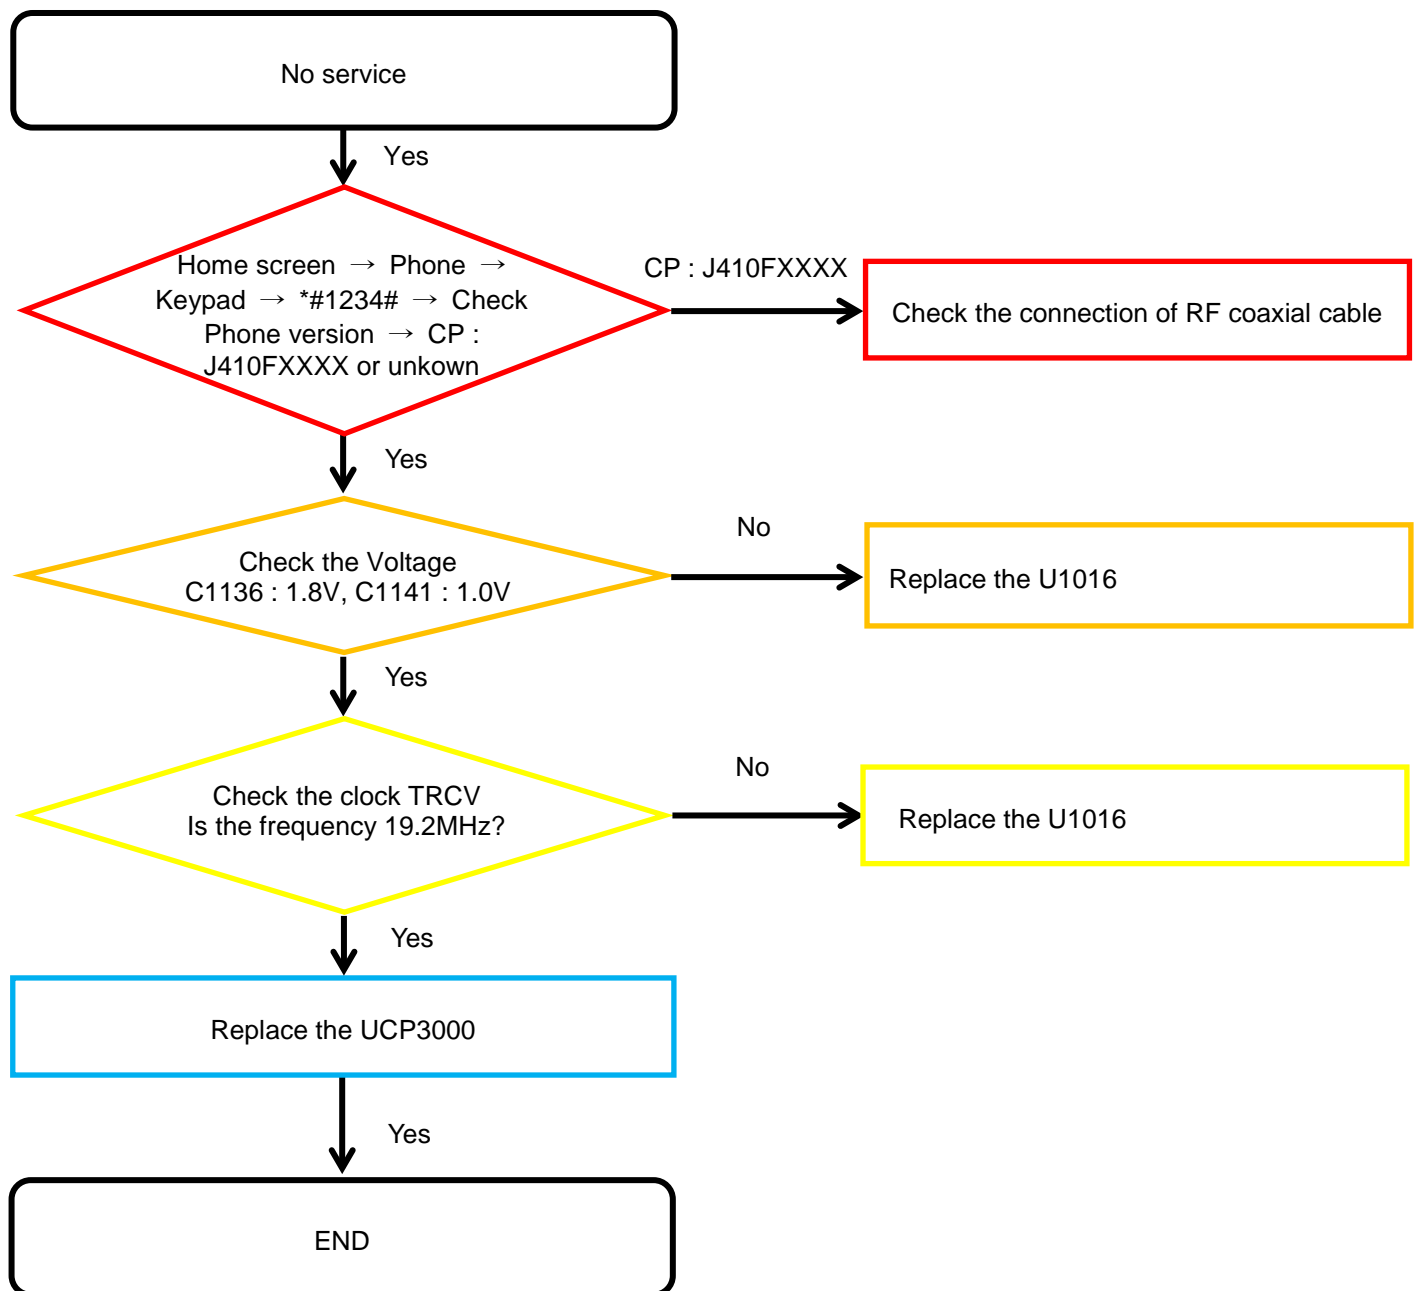 No service
Yes
Home screen → Phone →
Keypad → *#1234# → Check
Phone version → CP :
J410FXXXX or unkown
CP : J410FXXXX
Check the connection of RF coaxial cable
Yes
Check the Voltage
C1136 : 1.8V, C1141 : 1.0V
No
Replace the U1016
Yes
Check the clock TRCV
Is the frequency 19.2MHz?
No
Replace the U1016
Yes
Replace the UCP3000
Yes
END